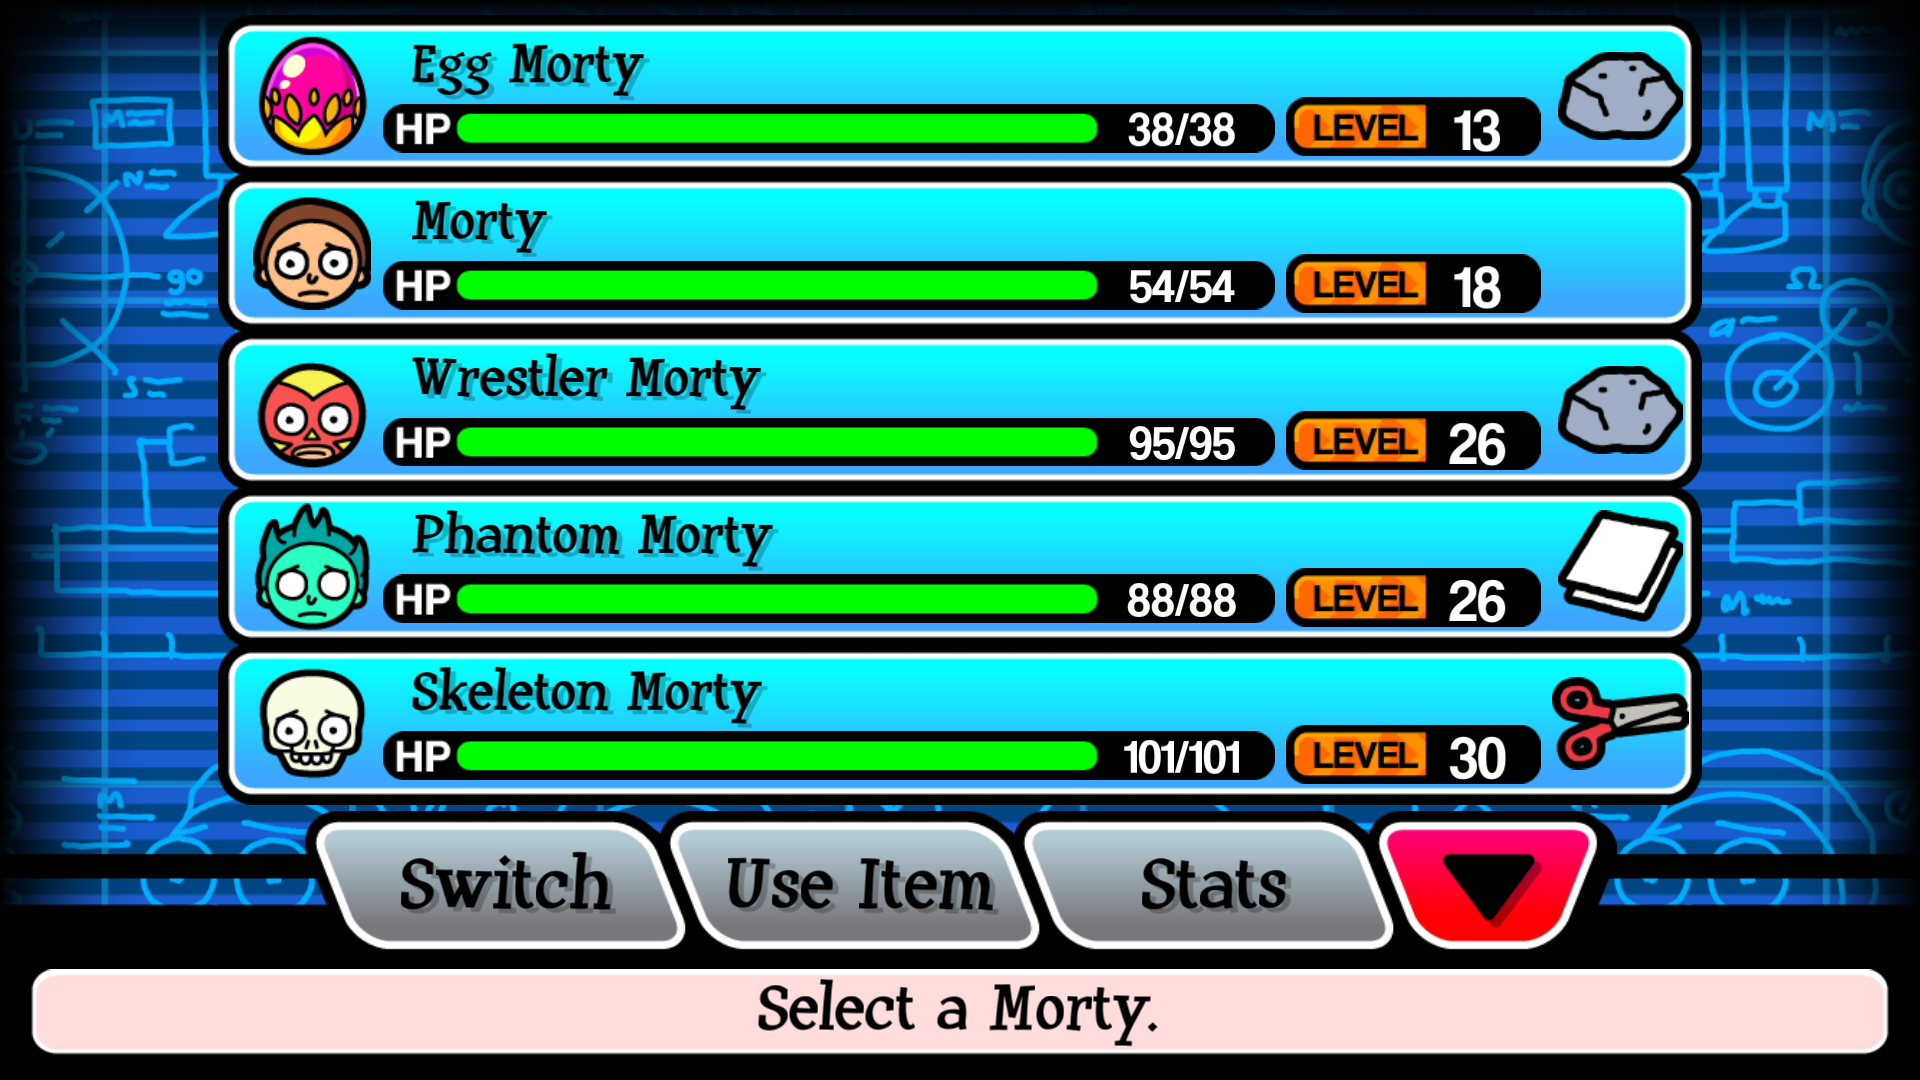 Egg Morty
HP 38/38 LEVEL 13
Morty
HP 54/54 LEVEL 18
Wrestler Morty
HP 95/95 LEVEL 26
Phantom Morty
HP 88/88 LEVEL 26
Skeleton Morty
HP 101/101 LEVEL 30
Switch Use Item Stats
Select a Morty.